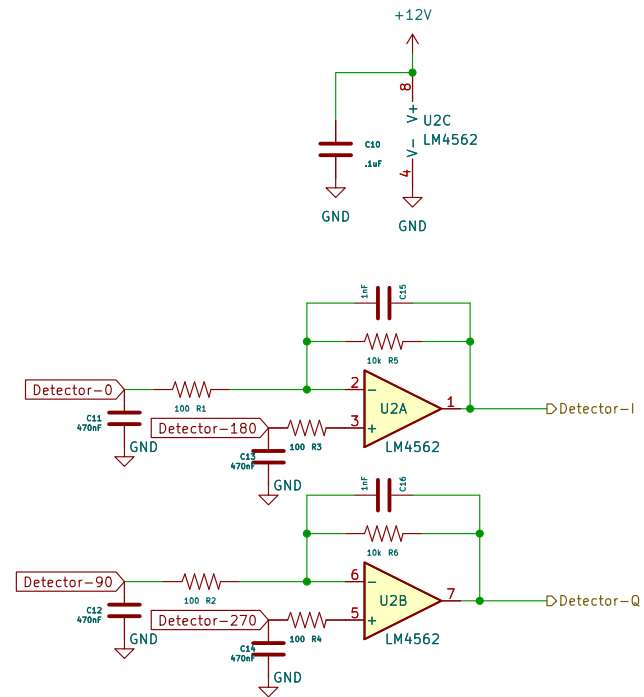 +12V
8
V+
U2C
LM4562
V-
4
C10
.1uF
GND
GND
1nF
C15
10k R5
Detector-0
100 R1
2
-
U2A
1
Detector-I
C11
470nF
GND
Detector-180
100 R3
3
+
LM4562
C13
470nF
GND
1nF
C16
10k R6
Detector-90
100 R2
6
-
U2B
7
Detector-Q
C12
470nF
GND
Detector-270
100 R4
5
+
LM4562
C14
470nF
GND